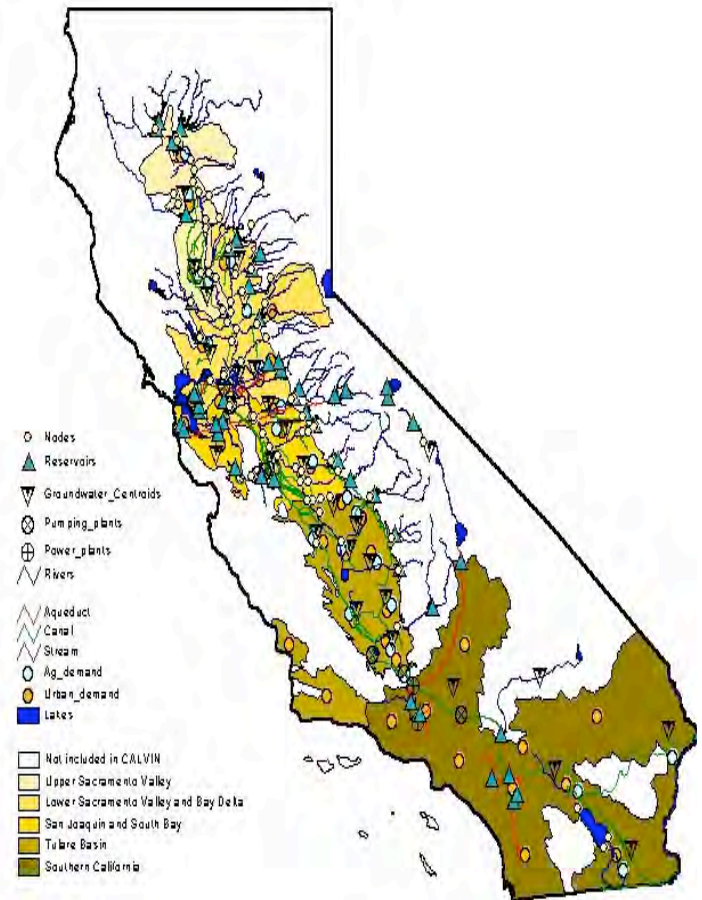 Nodes
Reservoirs
Groundwater_Centroids
Pumping_plants
Power_plants
Rivers
Aqueduct
Canal
Stream
Ag_demand
Urban_demand
Lakes
Not included in CALVIN
Upper Sacramento Valley
Lower Sacramento Valley and Bay Delta
San Joaquin and South Bay
Tulare Basin
Southern California